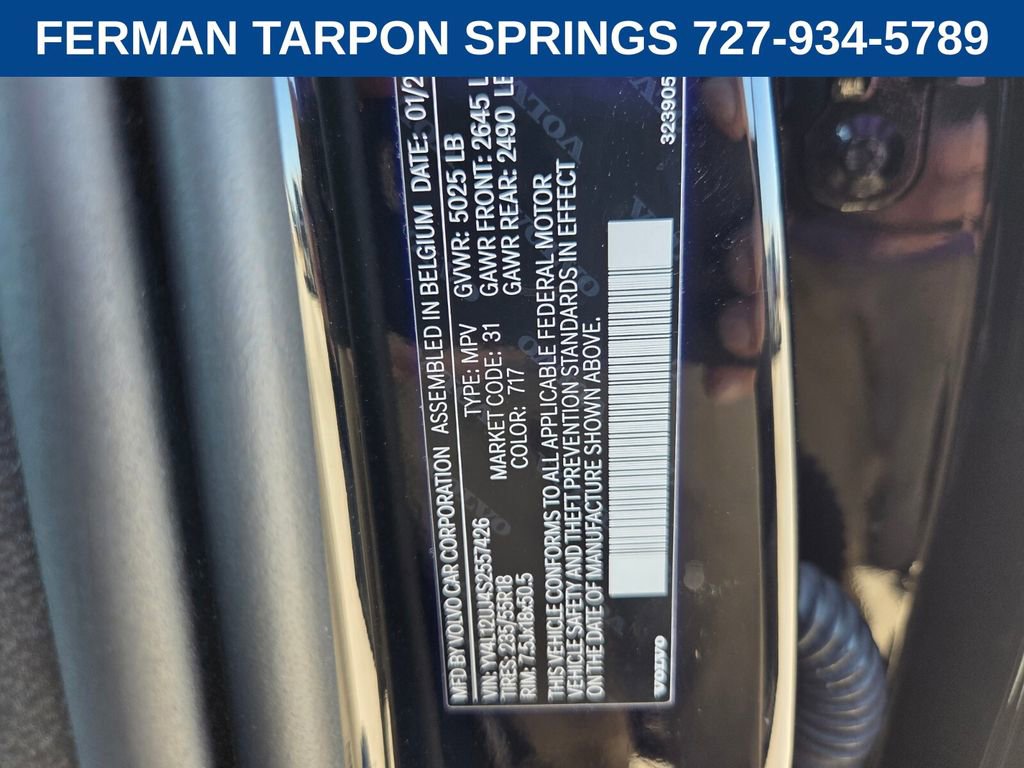 FERMAN TARPON SPRINGS 727-934-5789
MFD BY VOLVO CAR CORPORATION ASSEMBLED IN BELGIUM DATE: 01/2
VIN: YV4L12UJ4S2557426 TYPE: MPV GVWR: 5025 LB
TIRES: 235/55R18 MARKET CODE: 31 GAWR FRONT: 2645 L
RIM: 7.5Jx18x50.5 COLOR: 717 GAWR REAR: 2490 LB
THIS VEHICLE CONFORMS TO ALL APPLICABLE FEDERAL MOTOR
VEHICLE SAFETY AND THEFT PREVENTION STANDARDS IN EFFECT
ON THE DATE OF MANUFACTURE SHOWN ABOVE.
VOLVO
323905